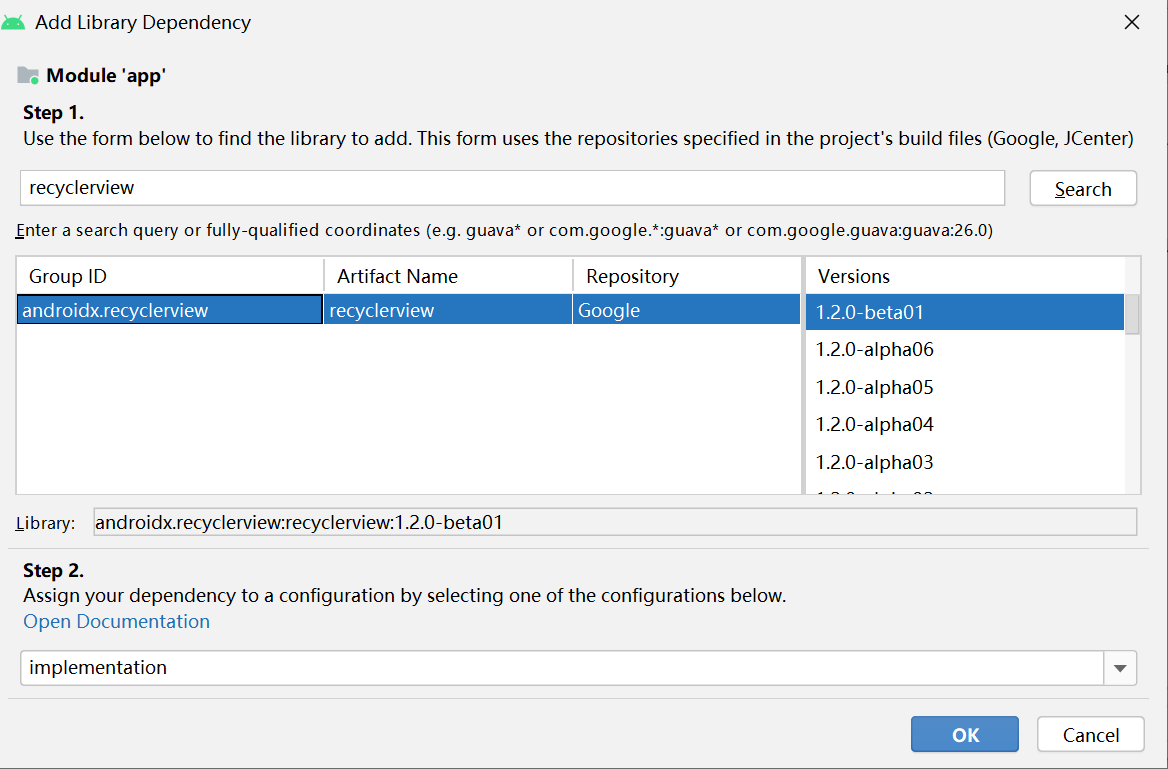 Add Library Dependency
Module 'app'
Step 1.
Use the form below to find the library to add. This form uses the repositories specified in the project's build files (Google, JCenter)
recyclerview
Search
Enter a search query or fully-qualified coordinates (e.g. guava* or com.google.*:guava* or com.google.guava:guava:26.0)
Group ID Artifact Name Repository Versions
androidx.recyclerview recyclerview Google 1.2.0-beta01
1.2.0-alpha06
1.2.0-alpha05
1.2.0-alpha04
1.2.0-alpha03
Library: androidx.recyclerview:recyclerview:1.2.0-beta01
Step 2.
Assign your dependency to a configuration by selecting one of the configurations below.
Open Documentation
implementation
OK Cancel